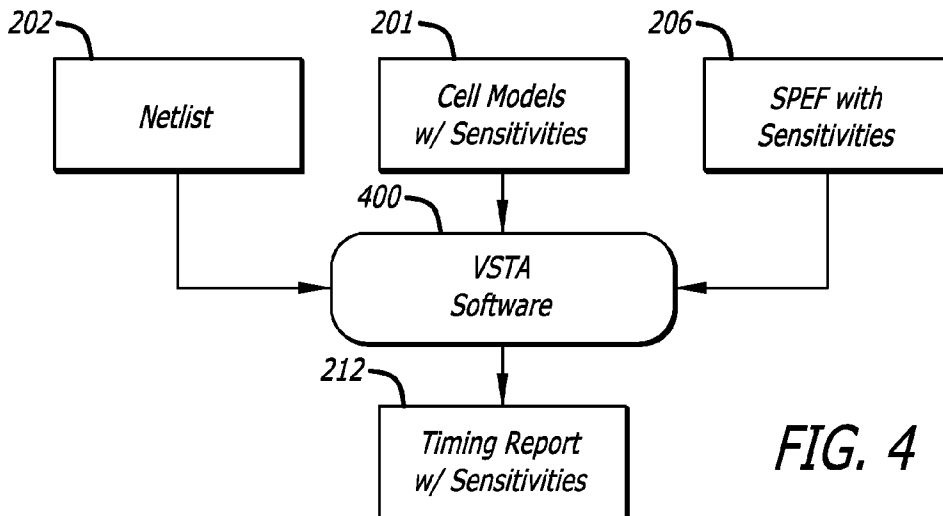 202
201
206
Netlist
Cell Models
w/ Sensitivities
SPEF with
Sensitivities
400
VSTA
Software
212
Timing Report
w/ Sensitivities
FIG. 4